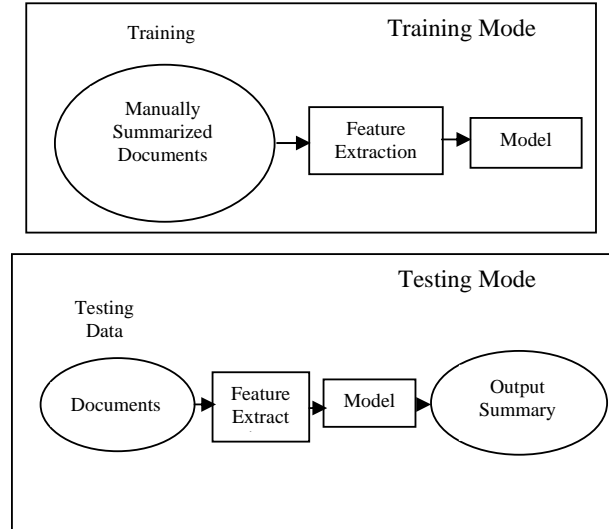 Training Mode
Training
Manually
Summarized
Documents
Feature
Extraction
Model
Testing Mode
Testing
Data
Documents
Feature
Extract
Model
Output
Summary